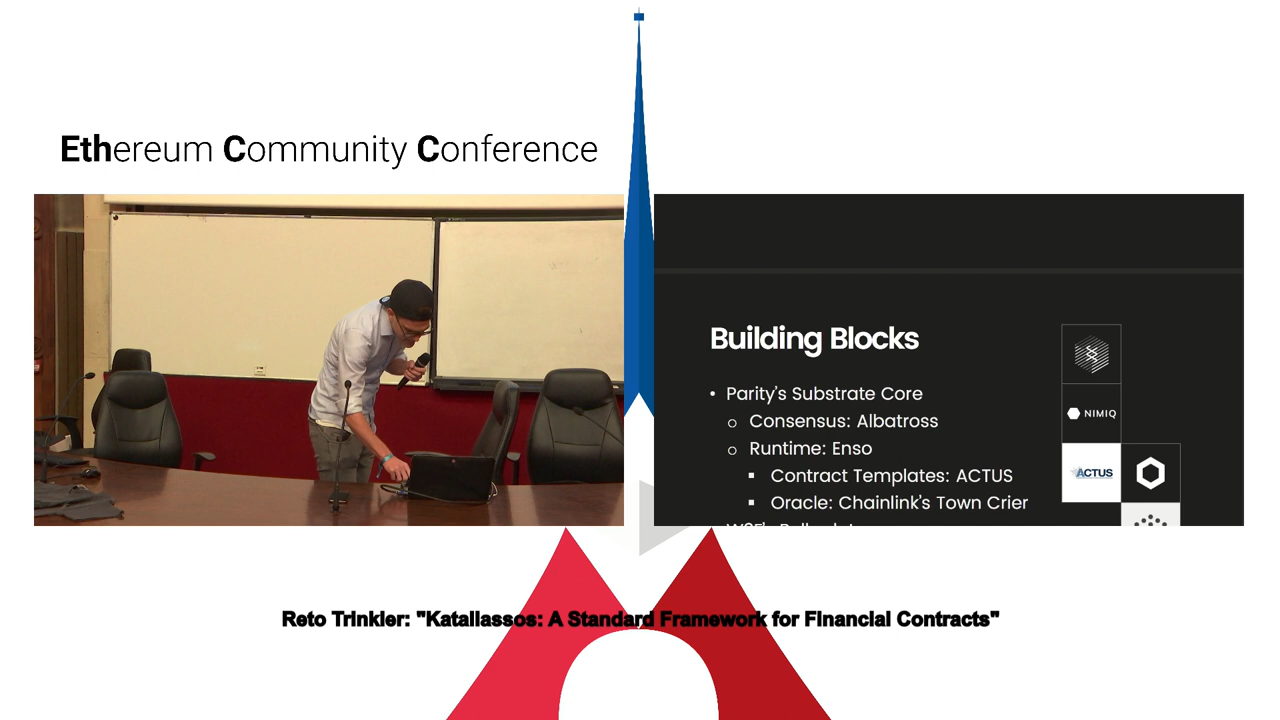 Ethereum Community Conference
Building Blocks
• Parity's Substrate Core
o Consensus: Albatross
o Runtime: Enso
▪ Contract Templates: ACTUS
▪ Oracle: Chainlink's Town Crier
NIMIQ
ACTUS
Reto Trinkler: "Katallassos: A Standard Framework for Financial Contracts"